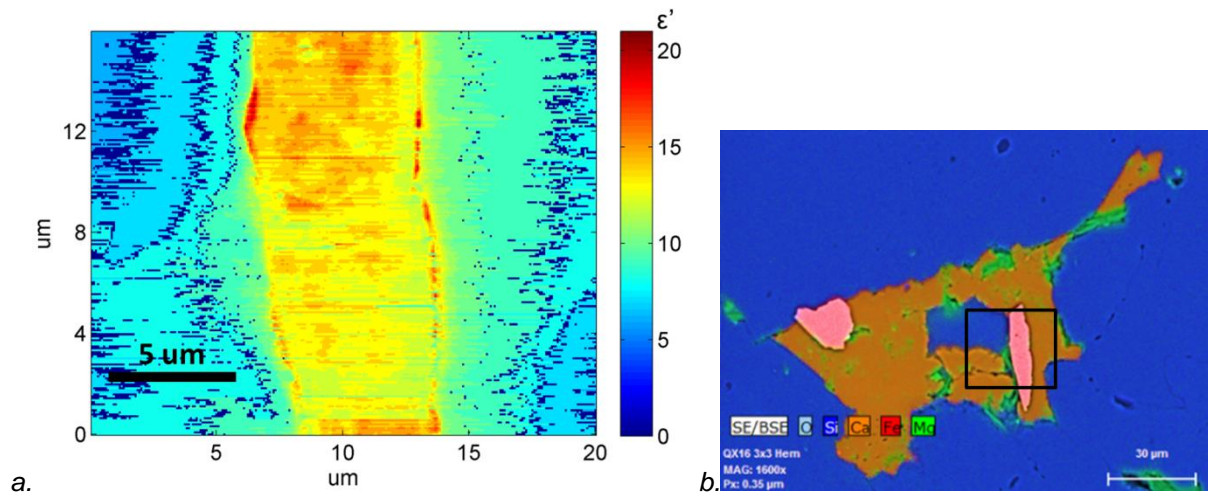 ε'
20
15
10
5
0
12
8
4
0
um
5 um
5
10
15
20
um
a.
SE/BSE O Si Ca Fe Mg
QX16 3x3 Hem
MAG: 1600x
Px: 0.35 µm
30 µm
b.